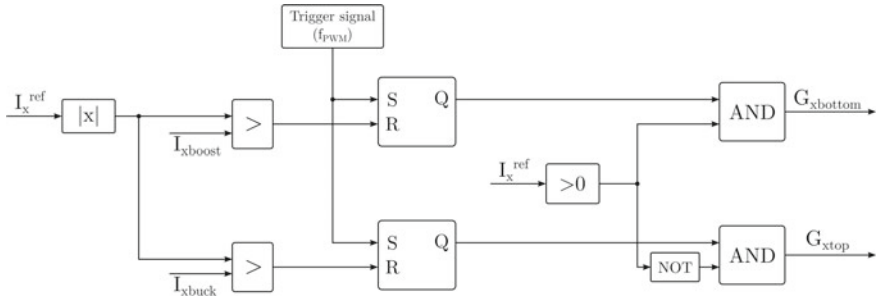 Trigger signal
(f_PWM)
I_x^ref
|x|
>
I_xboost
S
Q
R
AND
G_xbottom
I_x^ref
>0
>
I_xbuck
S
Q
R
NOT
AND
G_xtop